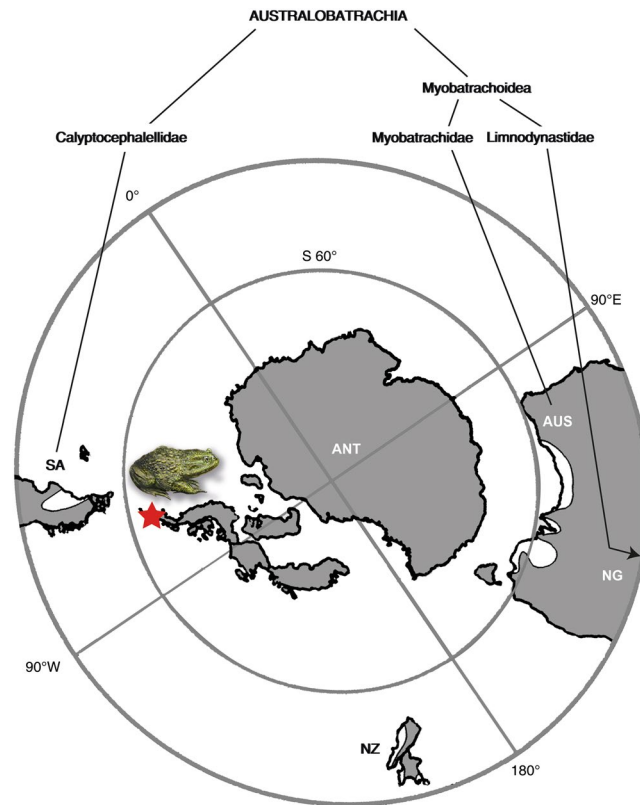 AUSTRALOBATRACHIA
Myobatrachoidea
Calyptocephalellidae
Myobatrachidae
Limnodynastidae
0°
S 60°
90°E
AUS
ANT
SA
NG
90°W
NZ
180°